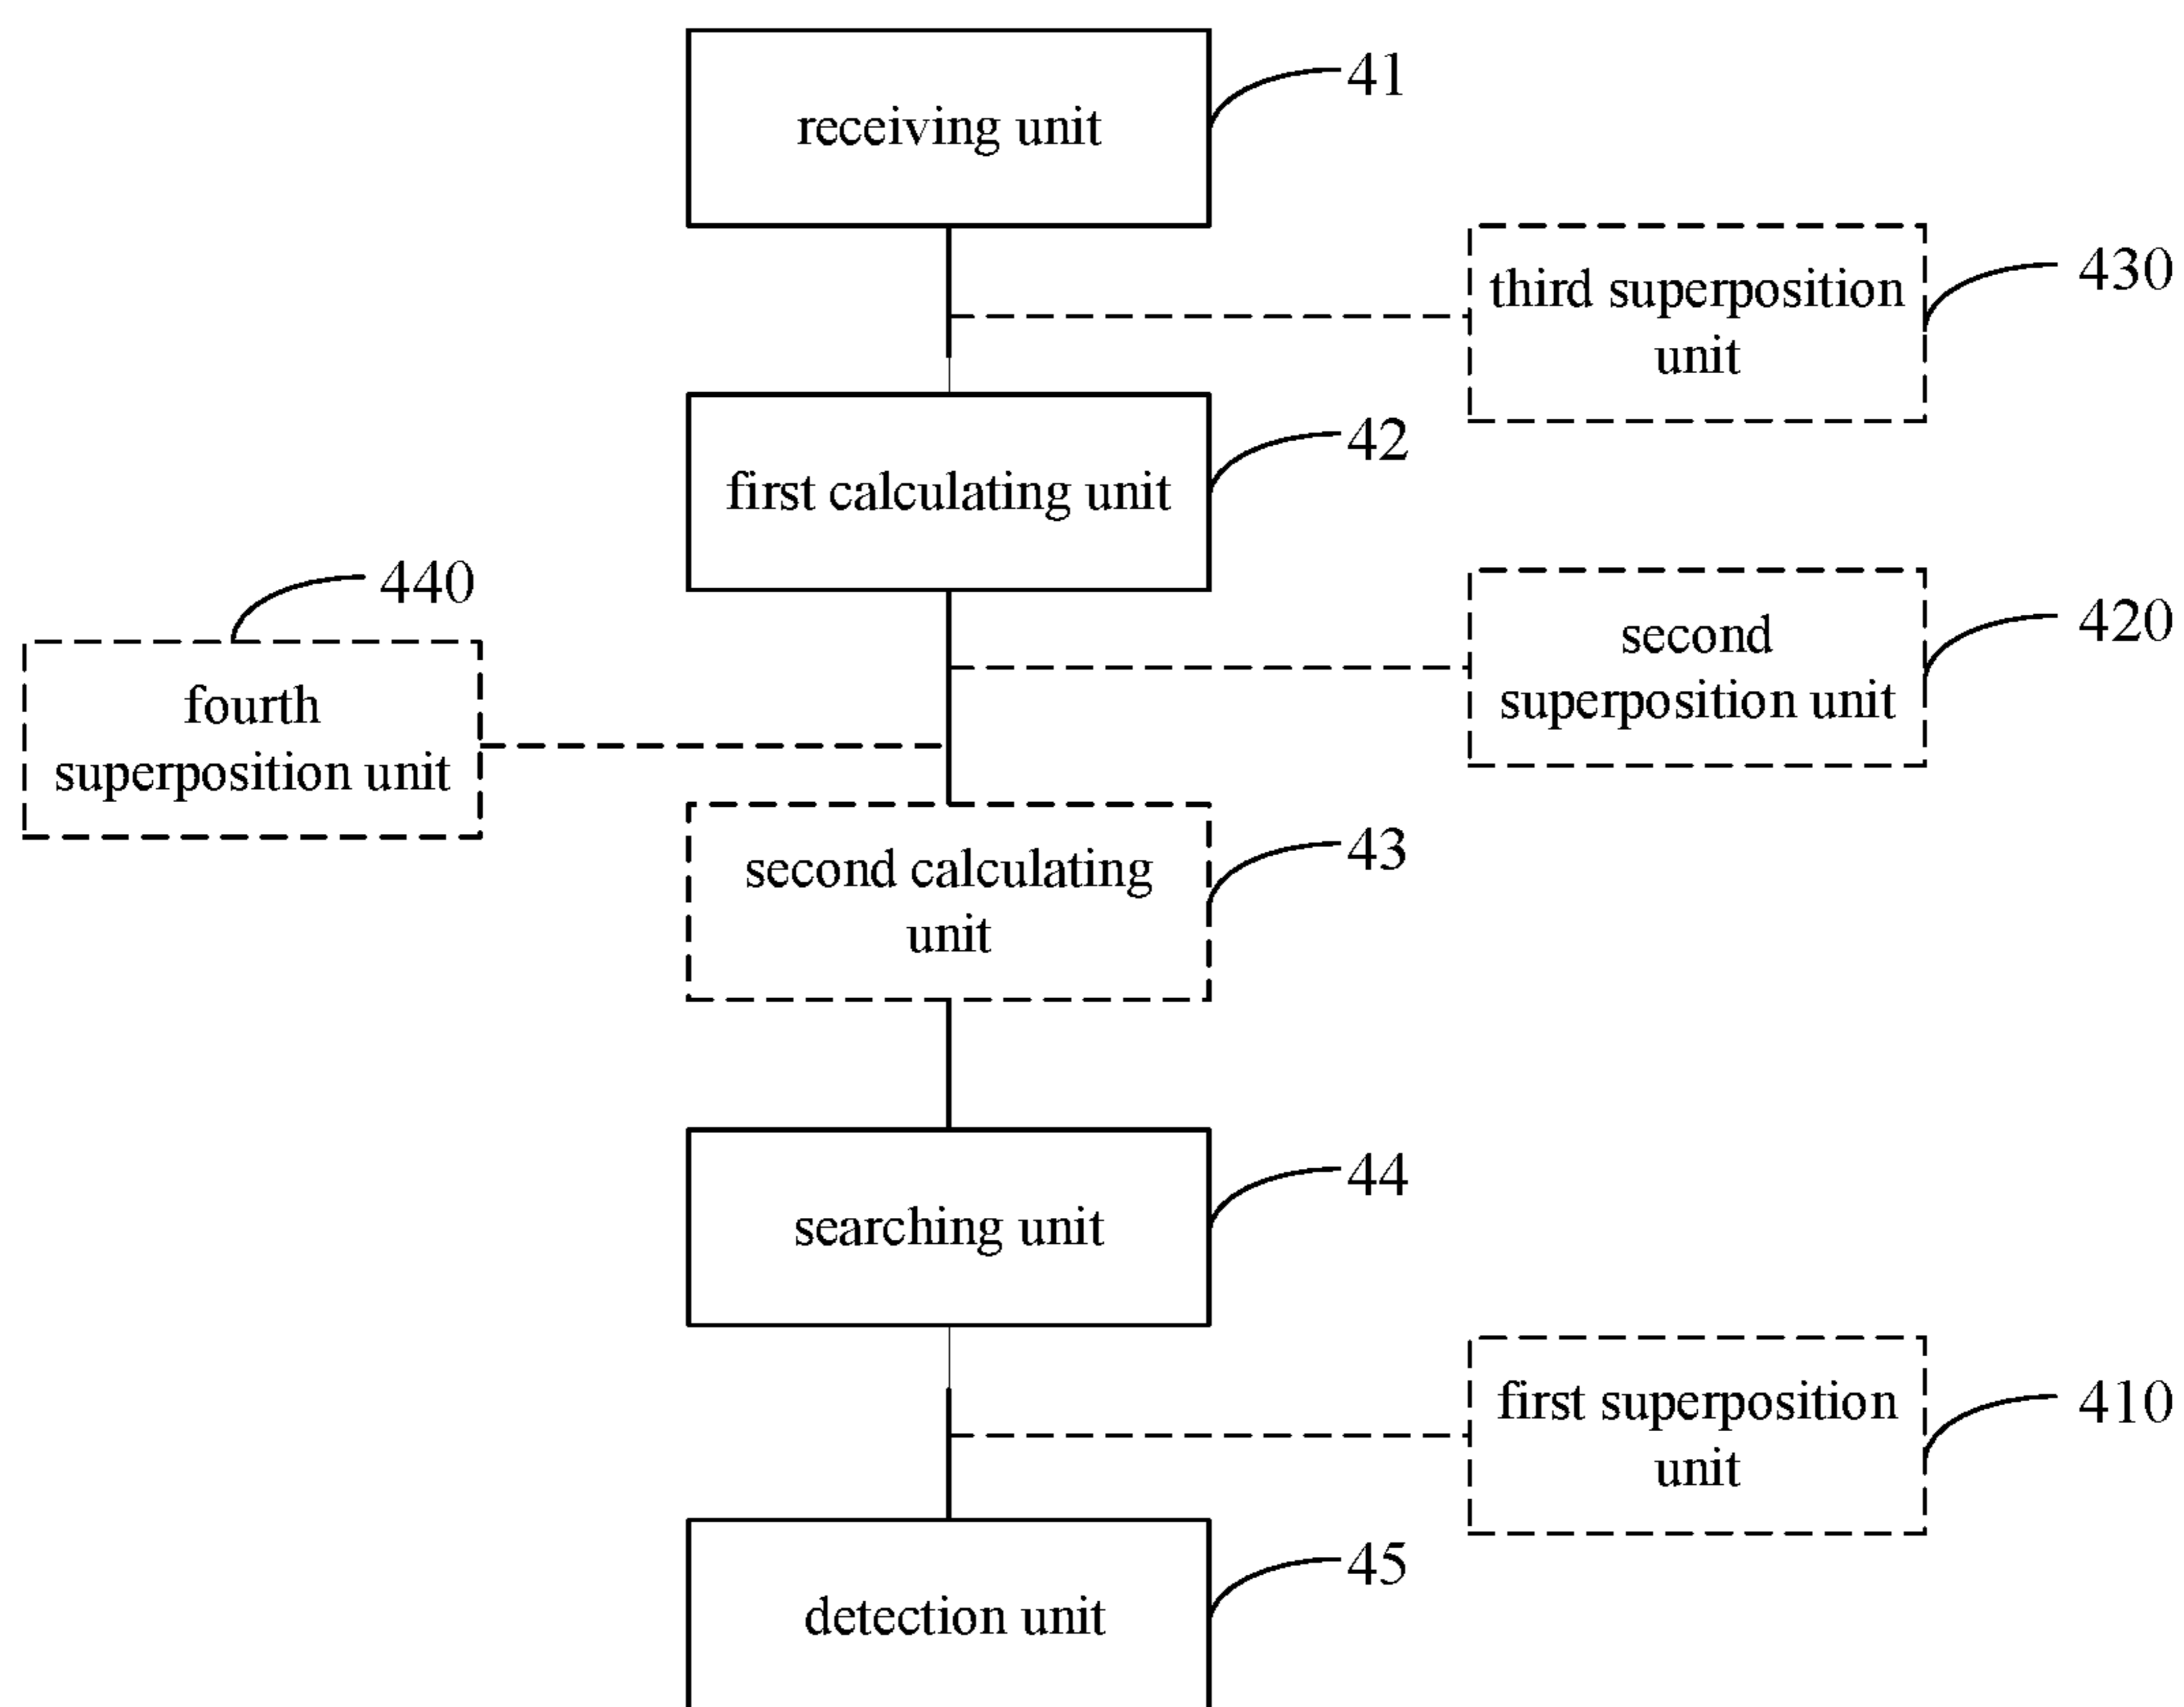 receiving unit
41
third superposition
unit
430
first calculating unit
42
440
fourth
superposition unit
second
superposition unit
420
second calculating
unit
43
searching unit
44
first superposition
unit
410
detection unit
45